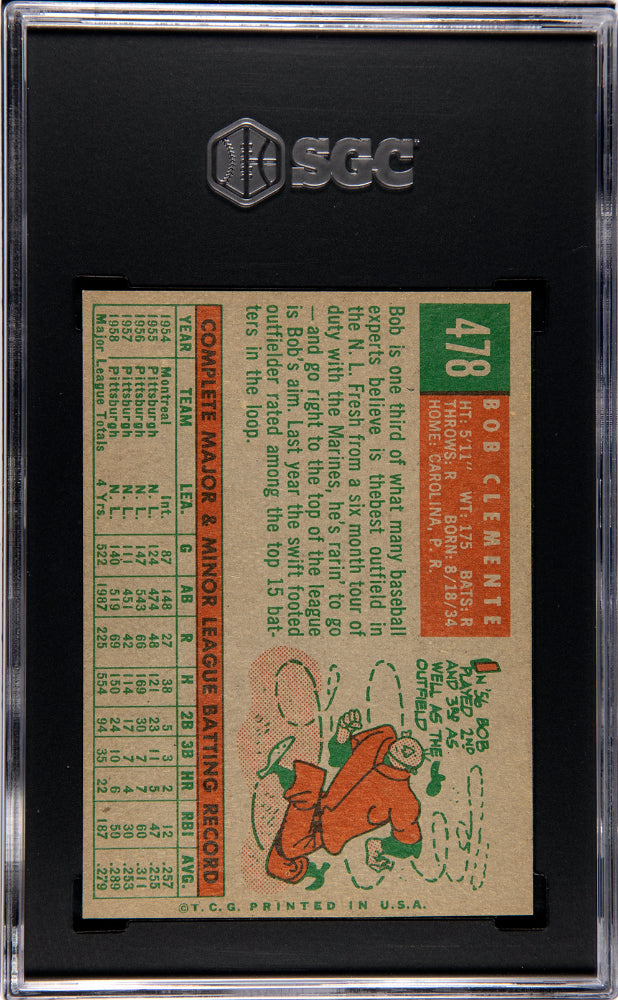 SGC
478
BOB CLEMENTE
HT: 5'11" WT: 175 BATS: R
THROWS: R BORN: 8/18/34
HOME: CAROLINA, P. R.
Bob is one third of what many baseball
experts believe is thebest outfield in
the N. L. Fresh from a six month tour of
duty with the Marines, he's rarin' to go
—and go right to the top of the league
is Bob's aim. Last year the swift footed
outfielder rated among the top 15 bat-
ters in the loop.
IN '56 BOB
PLAYED 2ND
AND 3RD AS
WELL AS THE
OUTFIELD
COMPLETE MAJOR & MINOR LEAGUE BATTING RECORD
YEAR TEAM LEA. G AB R H 2B 3B HR RBI AVG.
1954 Montreal Int. 87 148 27 38 5 3 2 12 .257
1955 Pittsburgh N. L. 124 474 48 121 23 11 5 47 .255
1956 Pittsburgh N. L. 147 543 66 169 30 7 7 60 .311
1957 Pittsburgh N. L. 111 451 42 114 17 7 4 30 .253
1958 Pittsburgh N. L. 140 519 69 150 24 10 6 50 .289
Major League Totals 4 Yrs. 522 1987 225 554 94 35 22 187 .279
©T.C.G. PRINTED IN U.S.A.